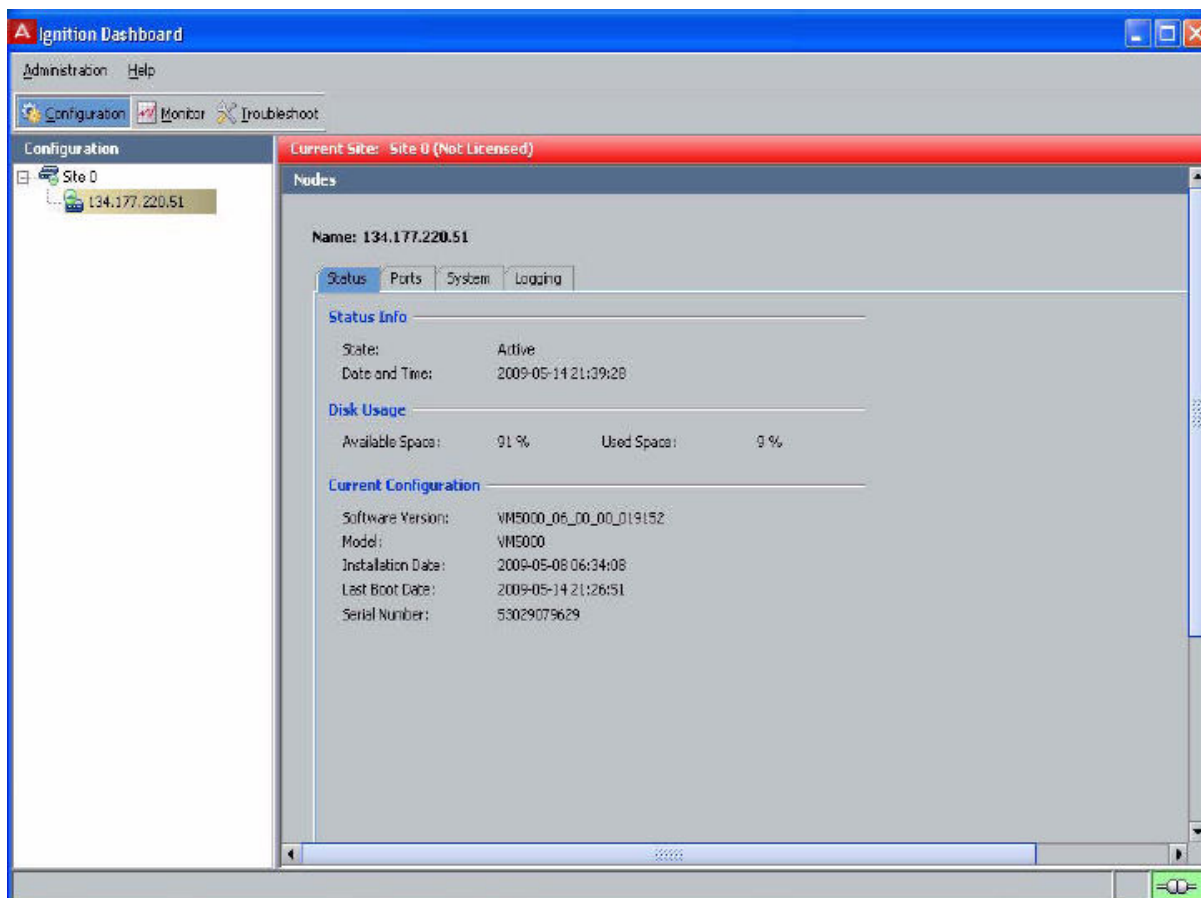 A Ignition Dashboard
Administration Help
Configuration Monitor Troubleshoot
Configuration
Current Site: Site 0 (Not Licensed)
Site 0
134.177.220.51
Nodes
Name: 134.177.220.51
Status Ports System Logging
Status Info
State: Active
Date and Time: 2009-05-14 21:39:28
Disk Usage
Available Space: 91 % Used Space: 9 %
Current Configuration
Software Version: VM5000_06_00_00_019152
Model: VM5000
Installation Date: 2009-05-08 06:34:08
Last Boot Date: 2009-05-14 21:26:51
Serial Number: 53029079629